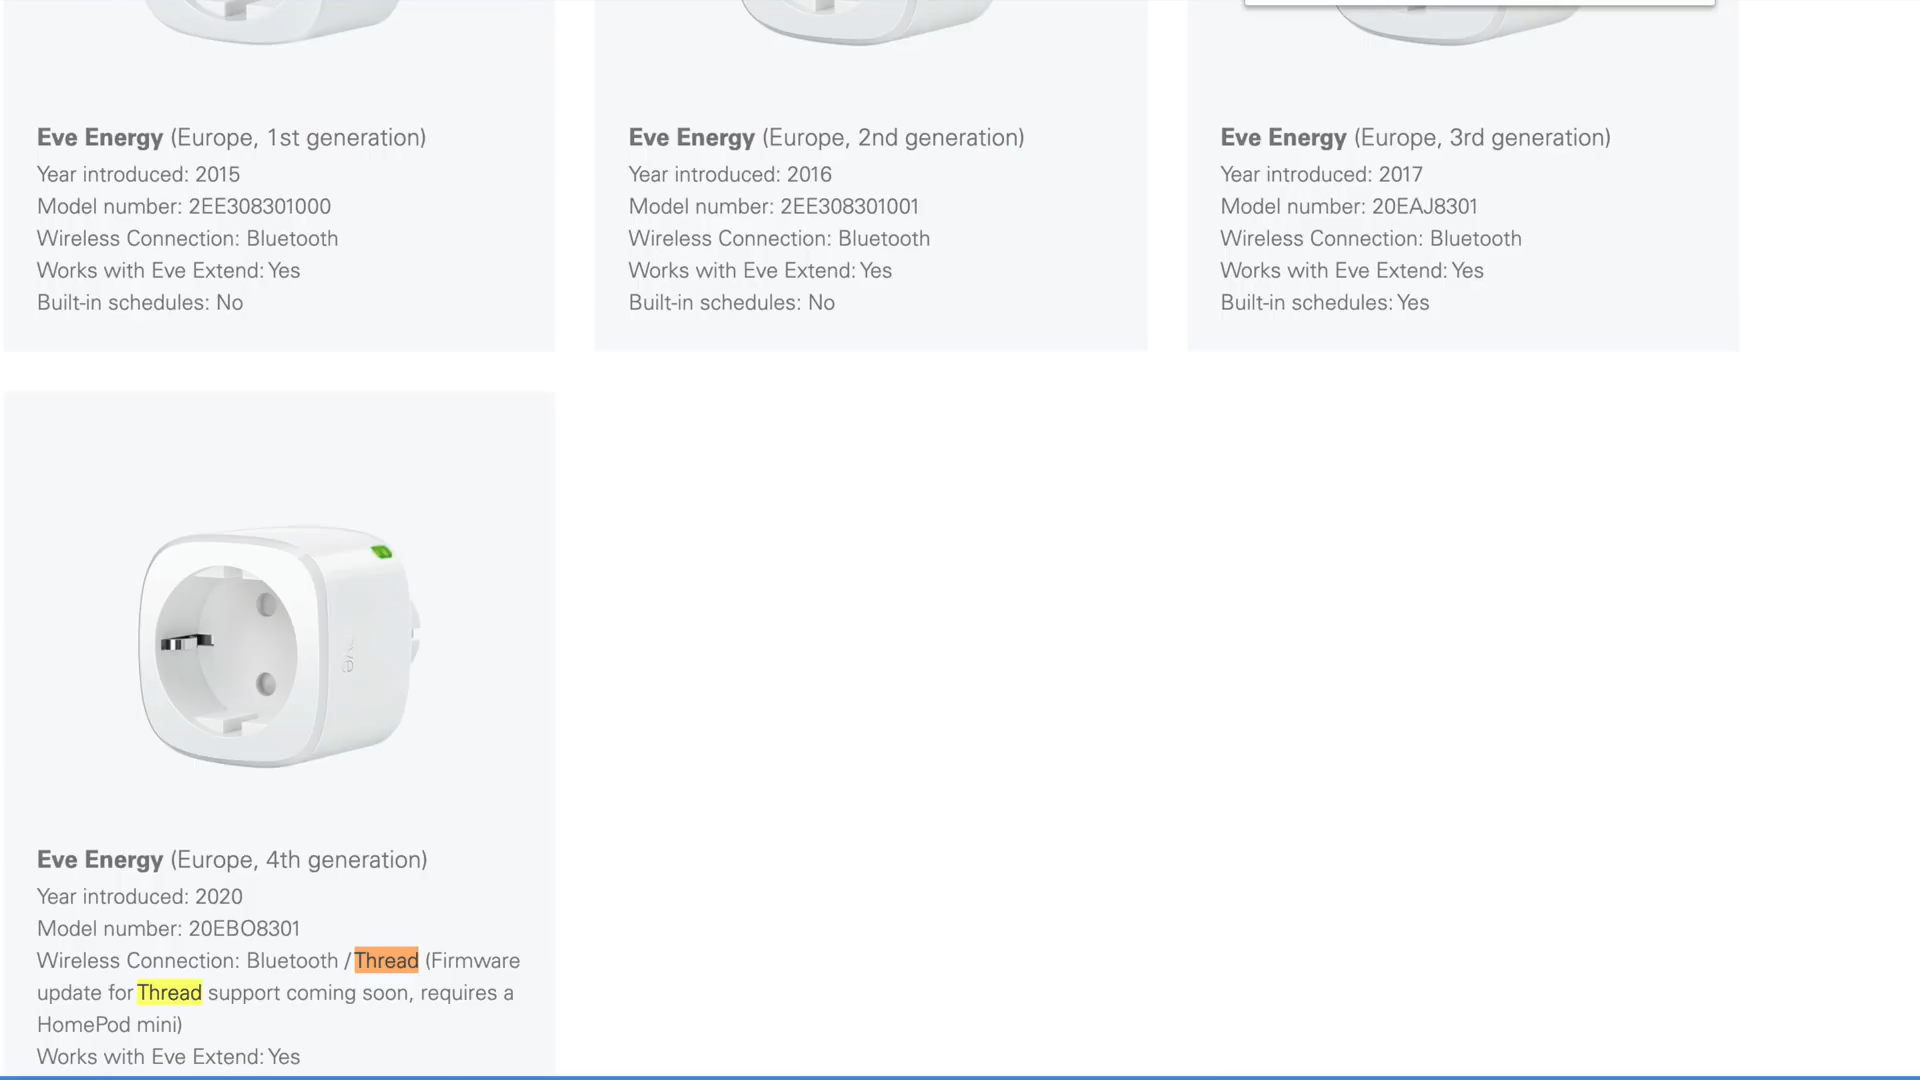 Eve Energy (Europe, 1st generation)
Year introduced: 2015
Model number: 2EE308301000
Wireless Connection: Bluetooth
Works with Eve Extend: Yes
Built-in schedules: No
Eve Energy (Europe, 2nd generation)
Year introduced: 2016
Model number: 2EE308301001
Wireless Connection: Bluetooth
Works with Eve Extend: Yes
Built-in schedules: No
Eve Energy (Europe, 3rd generation)
Year introduced: 2017
Model number: 20EAJ8301
Wireless Connection: Bluetooth
Works with Eve Extend: Yes
Built-in schedules: Yes
eve
Eve Energy (Europe, 4th generation)
Year introduced: 2020
Model number: 20EBO8301
Wireless Connection: Bluetooth / Thread (Firmware
update for Thread support coming soon, requires a
HomePod mini)
Works with Eve Extend: Yes